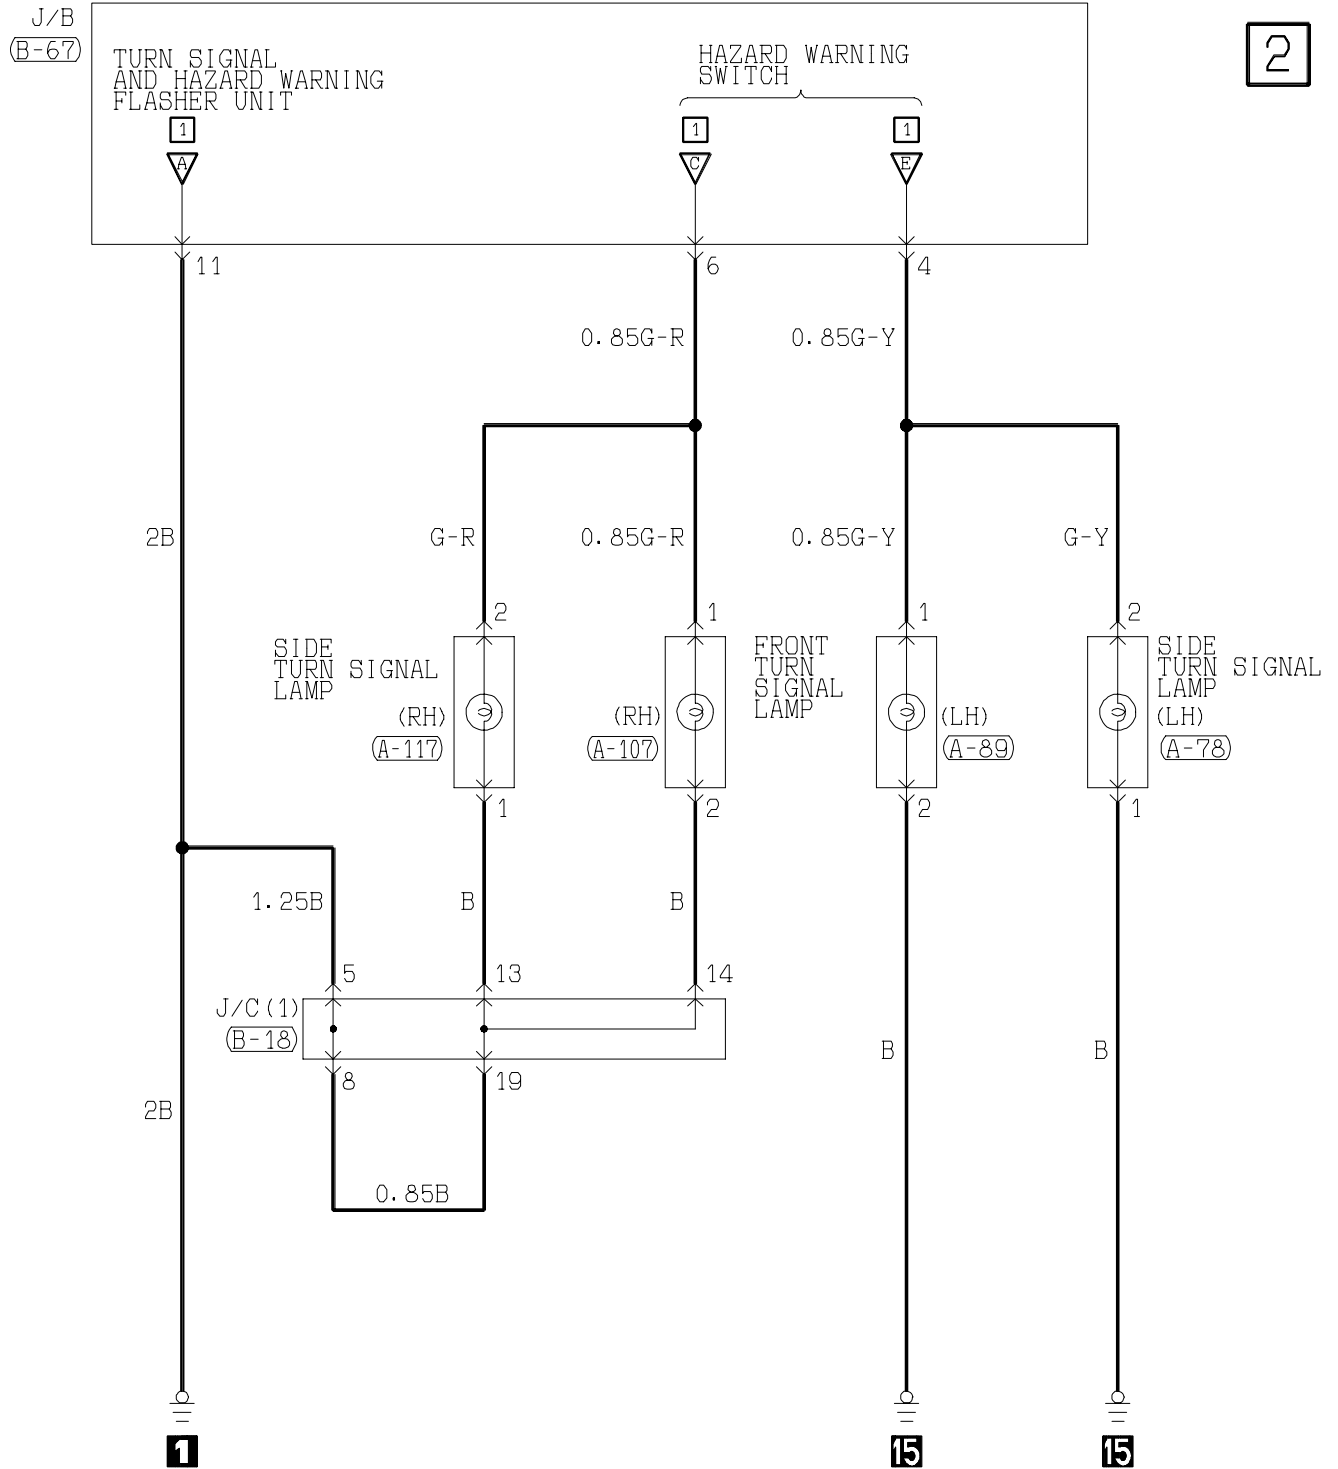 J/B
(B-67)
2
TURN SIGNAL
AND HAZARD WARNING
FLASHER UNIT
HAZARD WARNING
SWITCH
1
1
1
A
C
E
11
6
4
0.85G-R
0.85G-Y
2B
G-R
0.85G-R
0.85G-Y
G-Y
2
1
1
2
SIDE
TURN SIGNAL
LAMP
(RH)
(A-117)
(RH)
(A-107)
FRONT
TURN
SIGNAL
LAMP
(LH)
(A-89)
SIDE
TURN SIGNAL
LAMP
(LH)
(A-78)
1
2
2
1
1.25B
B
B
5
13
14
J/C(1)
(B-18)
B
B
8
19
2B
0.85B
1
15
15